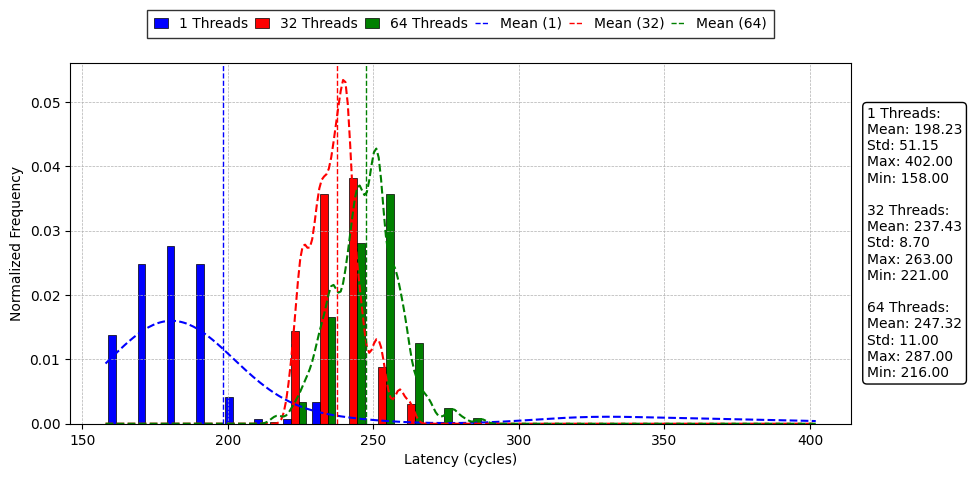 1 Threads 32 Threads 64 Threads Mean (1) Mean (32) Mean (64)
Normalized Frequency
0.05
0.04
0.03
0.02
0.01
0.00
150 200 250 300 350 400
Latency (cycles)
1 Threads:
Mean: 198.23
Std: 51.15
Max: 402.00
Min: 158.00
32 Threads:
Mean: 237.43
Std: 8.70
Max: 263.00
Min: 221.00
64 Threads:
Mean: 247.32
Std: 11.00
Max: 287.00
Min: 216.00